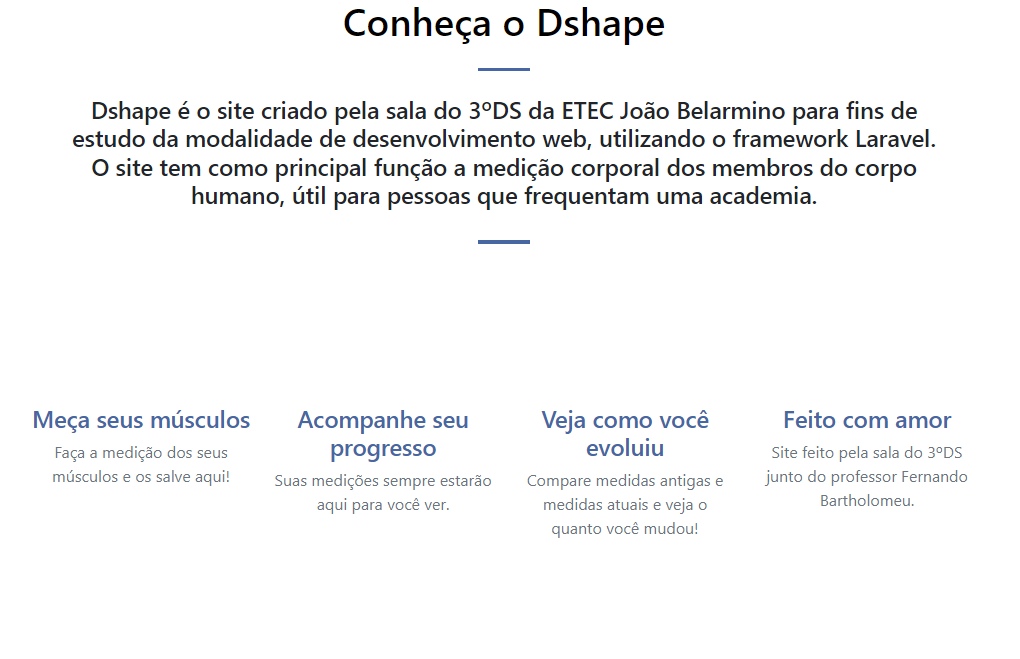 Conheça o Dshape
Dshape é o site criado pela sala do 3ºDS da ETEC João Belarmino para fins de
estudo da modalidade de desenvolvimento web, utilizando o framework Laravel.
O site tem como principal função a medição corporal dos membros do corpo
humano, útil para pessoas que frequentam uma academia.
Meça seus músculos
Faça a medição dos seus
músculos e os salve aqui!
Acompanhe seu
progresso
Suas medições sempre estarão
aqui para você ver.
Veja como você
evoluiu
Compare medidas antigas e
medidas atuais e veja o
quanto você mudou!
Feito com amor
Site feito pela sala do 3ºDS
junto do professor Fernando
Bartholomeu.